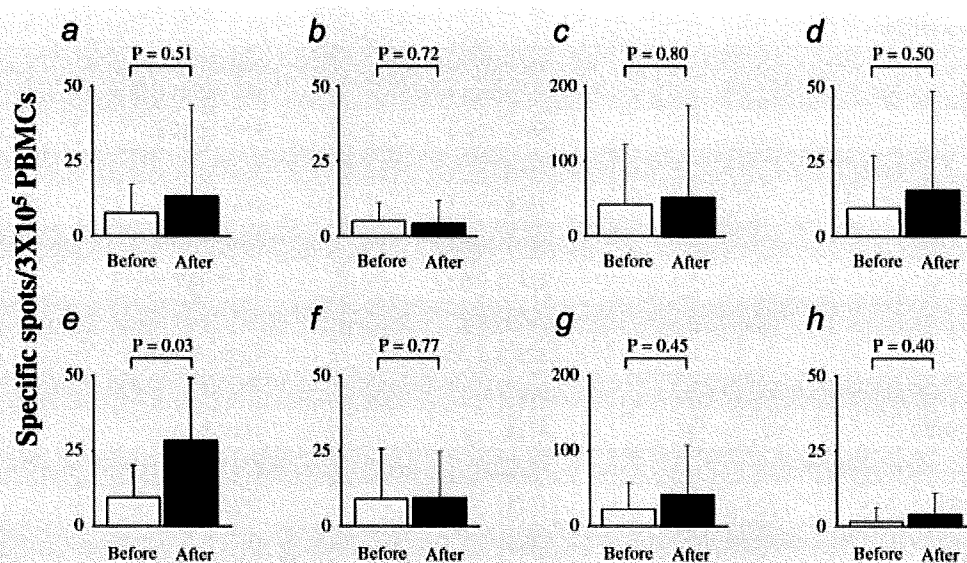 Specific spots/3X10⁵ PBMCs
a b c d
P = 0.51 P = 0.72 P = 0.80 P = 0.50
50 50 200 50
25 25 100 25
0 0 0 0
Before After Before After Before After Before After
e f g h
P = 0.03 P = 0.77 P = 0.45 P = 0.40
50 50 200 50
25 25 100 25
0 0 0 0
Before After Before After Before After Before After